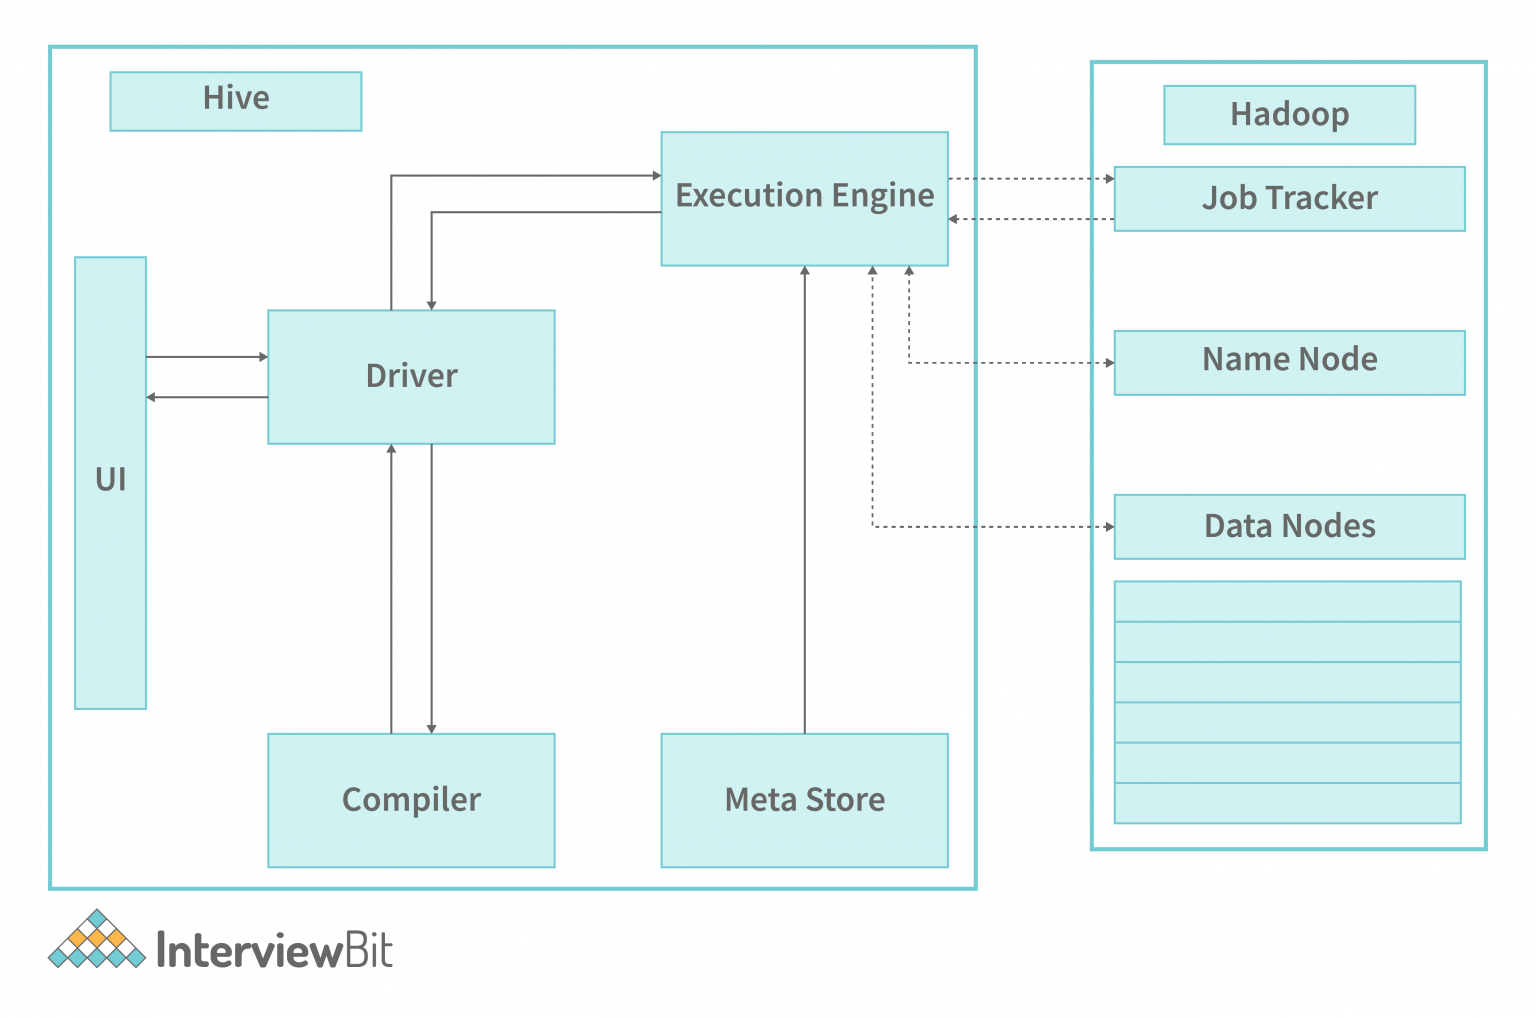 Hive
Hadoop
Execution Engine
Job Tracker
Driver
Name Node
UI
Data Nodes
Compiler
Meta Store
InterviewBit